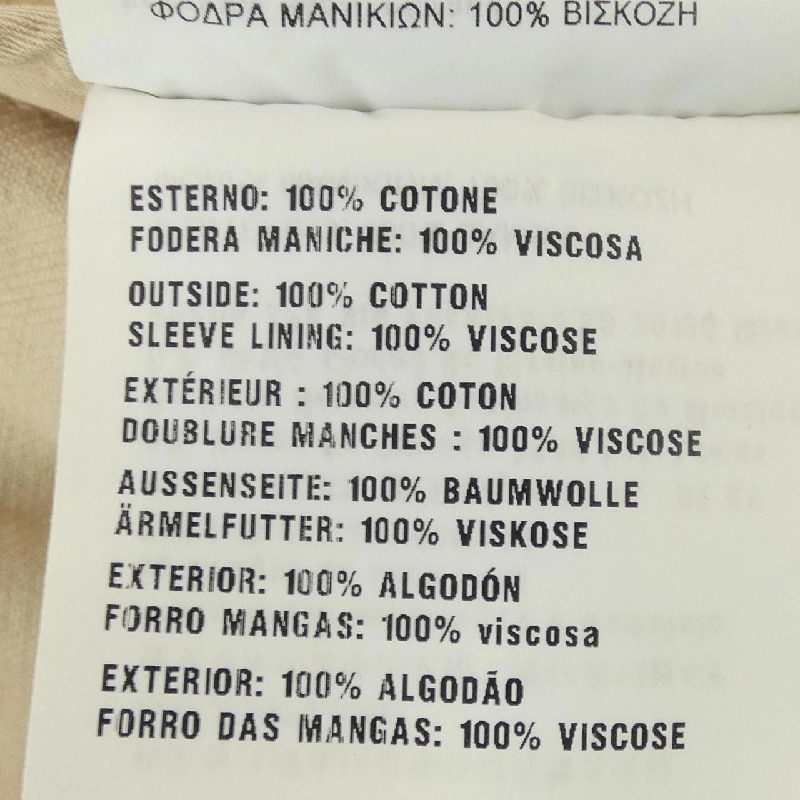 ΦΟΔΡΑ ΜΑΝΙΚΙΩΝ: 100% ΒΙΣΚΟΖΗ
ESTERNO: 100% COTONE
FODERA MANICHE: 100% VISCOSA
OUTSIDE: 100% COTTON
SLEEVE LINING: 100% VISCOSE
EXTÉRIEUR : 100% COTON
DOUBLURE MANCHES : 100% VISCOSE
AUSSENSEITE: 100% BAUMWOLLE
ÄRMELFUTTER: 100% VISKOSE
EXTERIOR: 100% ALGODÓN
FORRO MANGAS: 100% viscosa
EXTERIOR: 100% ALGODÃO
FORRO DAS MANGAS: 100% VISCOSE